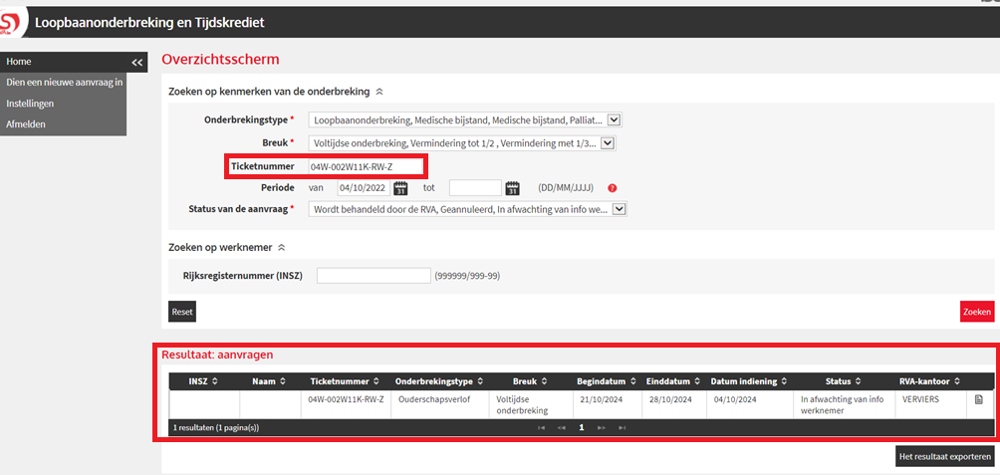 Loopbaanonderbreking en Tijdskrediet
Home <<
Dien een nieuwe aanvraag in
Instellingen
Afmelden
Overzichtsscherm
Zoeken op kenmerken van de onderbreking
Onderbrekingstype * Loopbaanonderbreking, Medische bijstand, Medische bijstand, Palliat...
Breuk * Voltijdse onderbreking, Vermindering tot 1/2 , Vermindering met 1/3...
Ticketnummer 04W-002W11K-RW-Z
Periode van 04/10/2022 31 tot 31 (DD/MM/JJJJ) ?
Status van de aanvraag * Wordt behandeld door de RVA, Geannuleerd, In afwachting van info we...
Zoeken op werknemer
Rijksregisternummer (INSZ) (999999/999-99)
Reset Zoeken
Resultaat: aanvragen
INSZ Naam Ticketnummer Onderbrekingstype Breuk Begindatum Einddatum Datum indiening Status RVA-kantoor
04W-002W11K-RW-Z Ouderschapsverlof Voltijdse 21/10/2024 28/10/2024 04/10/2024 In afwachting van info VERVIERS
onderbreking werknemer
1 resultaten (1 pagina(s)) 1
Het resultaat exporteren